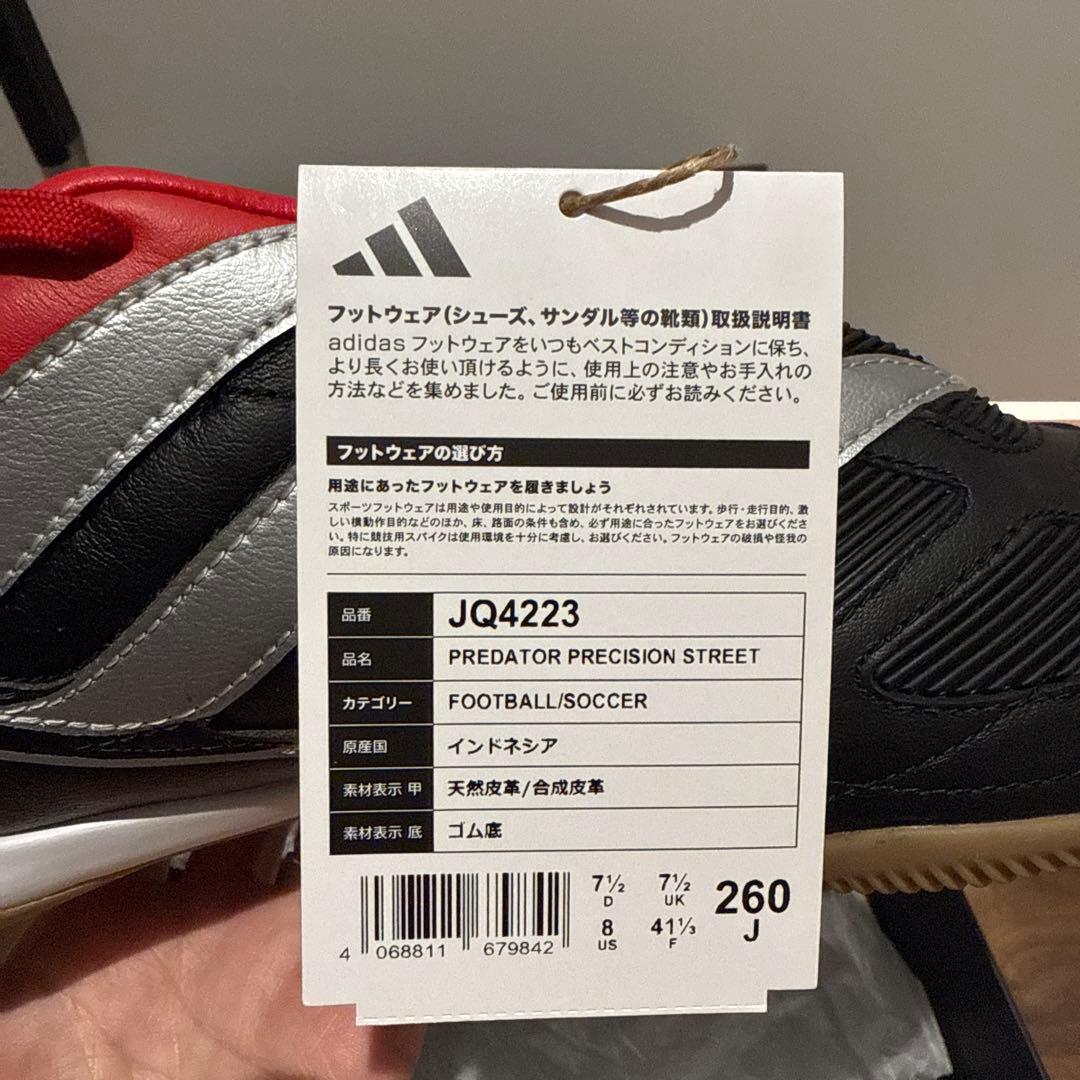 フットウェア(シューズ、サンダル等の靴類)取扱説明書
adidas フットウェアをいつもベストコンディションに保ち、
より長くお使い頂けるように、使用上の注意やお手入れの
方法などを集めました。ご使用前に必ずお読みください。
フットウェアの選び方
用途にあったフットウェアを履きましょう
スポーツフットウェアは用途や使用目的によって設計がそれぞれされています。歩行・走行目的、激
しい横動作目的などのほか、床、路面の条件も含め、必ず用途に合ったフットウェアをお選びくださ
い。特に競技用スパイクは使用環境を十分に考慮し、お選びください。フットウェアの破損や怪我の
原因になります。
品番 JQ4223
品名 PREDATOR PRECISION STREET
カテゴリー FOOTBALL/SOCCER
原産国 インドネシア
素材表示 甲 天然皮革/合成皮革
素材表示 底 ゴム底
7½ D 7½ UK 260 J
8 US 41⅓ F
4 068811 679842